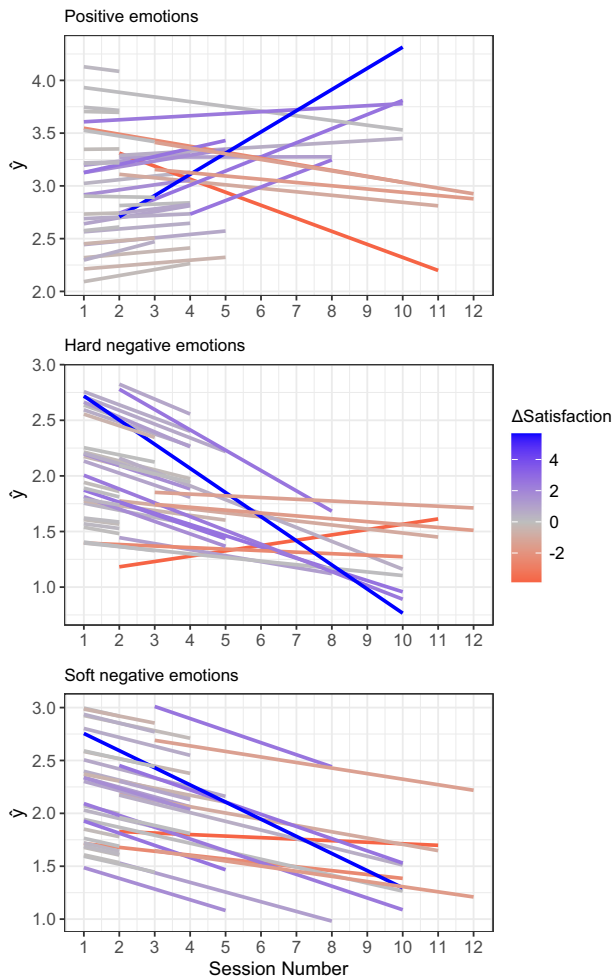 Positive emotions
4.0
3.5
3.0
2.5
2.0
ŷ
1 2 3 4 5 6 7 8 9 10 11 12
Hard negative emotions
3.0
2.5
2.0
1.5
1.0
ŷ
1 2 3 4 5 6 7 8 9 10 11 12
ΔSatisfaction
4
2
0
-2
Soft negative emotions
3.0
2.5
2.0
1.5
1.0
ŷ
1 2 3 4 5 6 7 8 9 10 11 12
Session Number